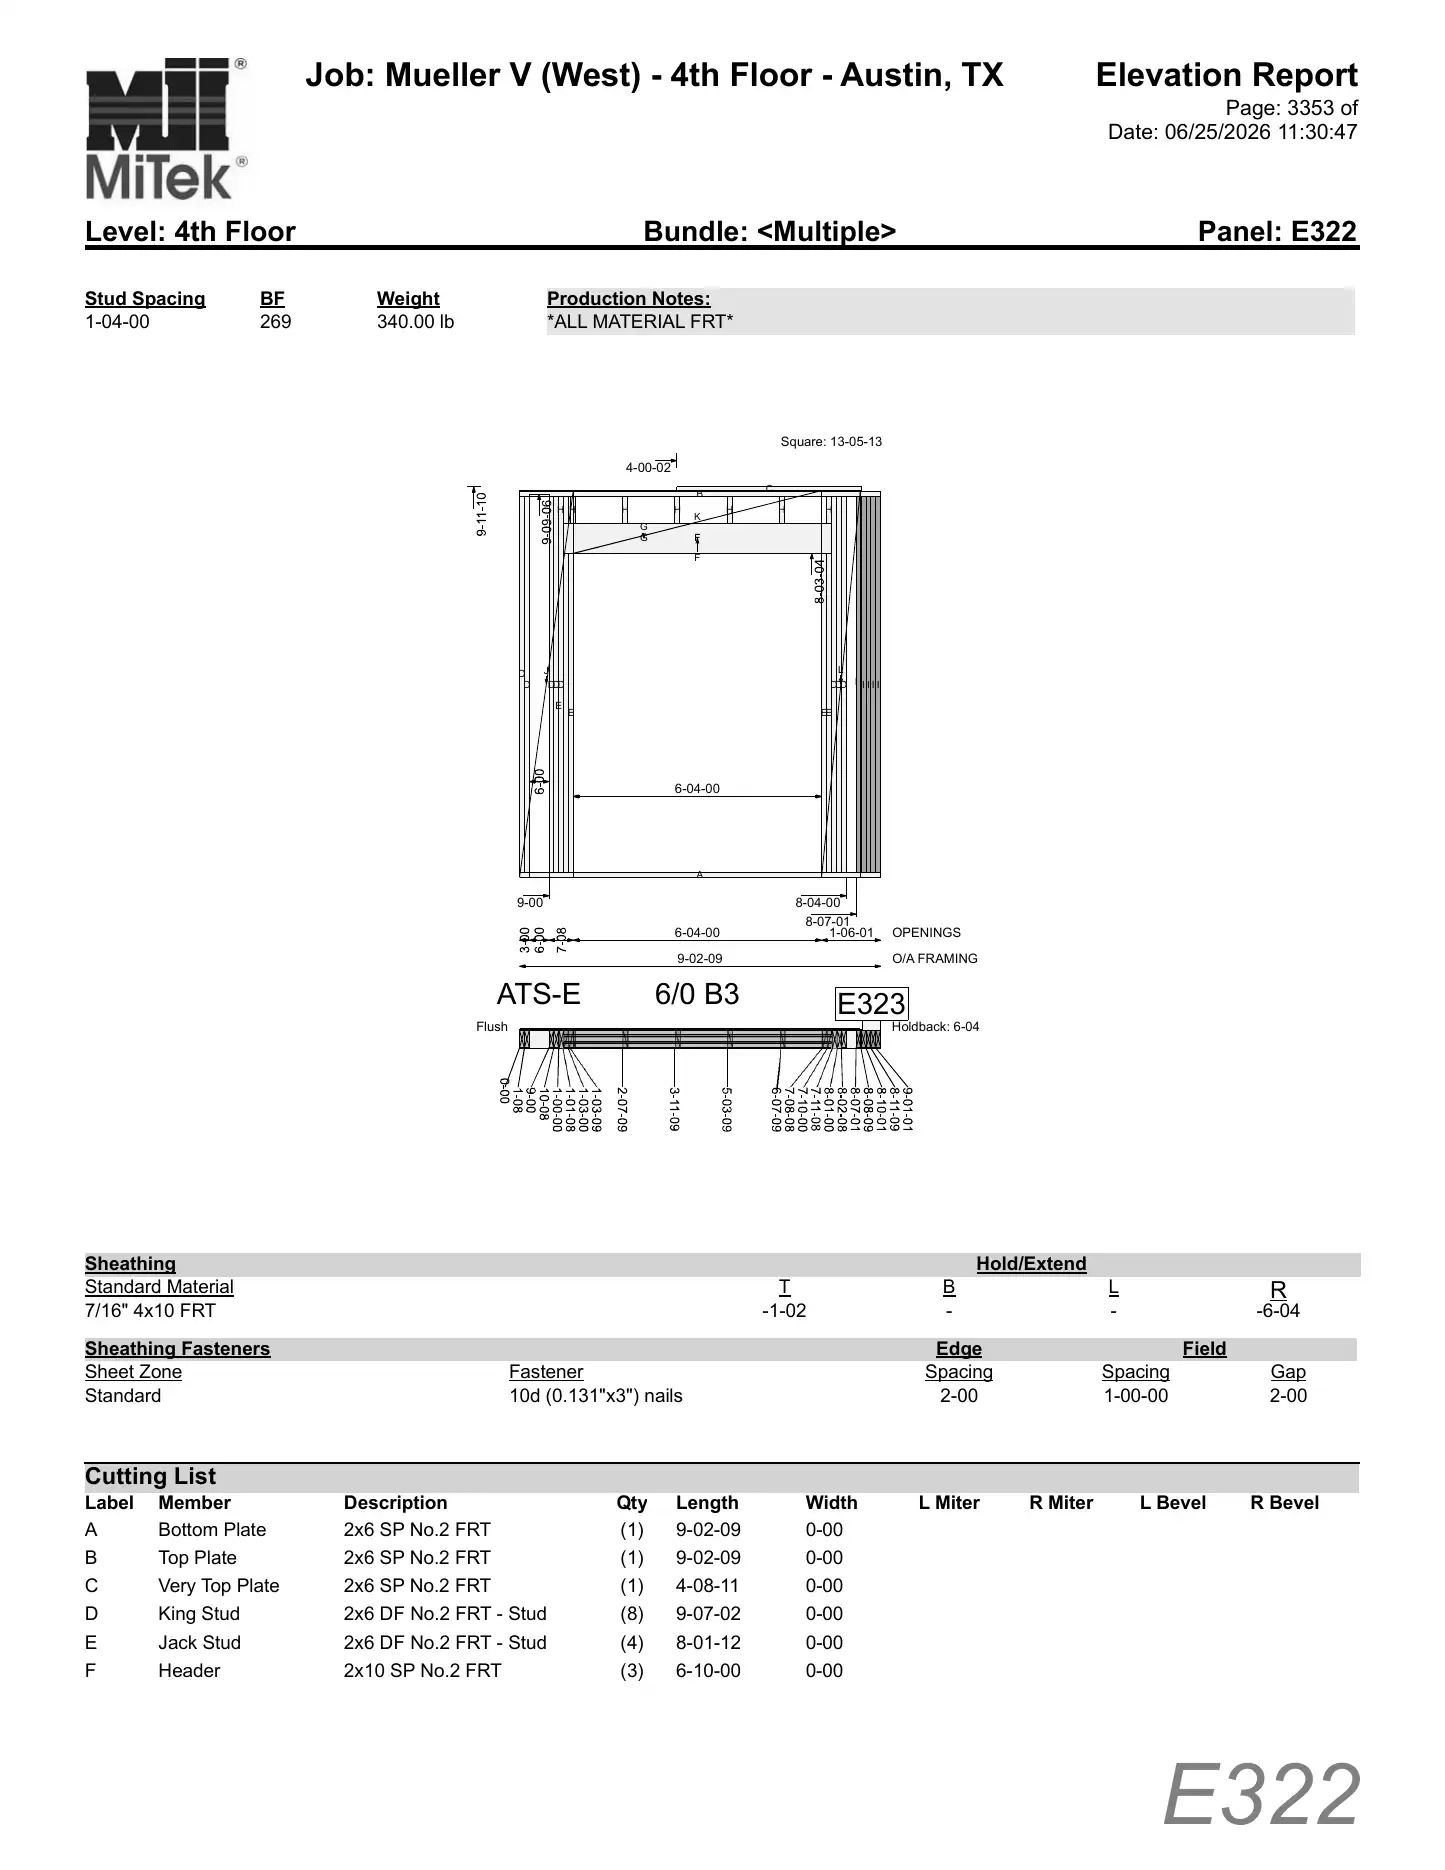 Job: Mueller V (West) - 4th Floor - Austin, TX
Elevation Report
Page: 3353 of
Date: 06/25/2026 11:30:47
MiTek®
Level: 4th Floor Bundle: <Multiple> Panel: E322
Stud Spacing BF Weight Production Notes:
1-04-00 269 340.00 lb *ALL MATERIAL FRT*
Square: 13-05-13
4-00-02
9-11-10
9-09-06
C
B
K
G
G
F
F
8-03-04
L
E
6-00
6-04-00
A
9-00
8-04-00
8-07-01
3-00 6-00 7-08 6-04-00 1-06-01 OPENINGS
9-02-09 O/A FRAMING
ATS-E 6/0 B3 E323
Flush Holdback: 6-04
0-00 1-08 9-00 10-08 1-00-00 1-01-08 1-03-00 1-03-09 2-07-09 3-11-09 5-03-09 6-07-09 7-08-08 7-10-00 7-11-08 8-01-00 8-02-08 8-07-01 8-08-09 8-10-01 8-11-09 9-01-01
Sheathing Hold/Extend
Standard Material T B L R
7/16" 4x10 FRT -1-02 - - -6-04
Sheathing Fasteners Edge Field
Sheet Zone Fastener Spacing Spacing Gap
Standard 10d (0.131"x3") nails 2-00 1-00-00 2-00
Cutting List
Label Member Description Qty Length Width L Miter R Miter L Bevel R Bevel
A Bottom Plate 2x6 SP No.2 FRT (1) 9-02-09 0-00
B Top Plate 2x6 SP No.2 FRT (1) 9-02-09 0-00
C Very Top Plate 2x6 SP No.2 FRT (1) 4-08-11 0-00
D King Stud 2x6 DF No.2 FRT - Stud (8) 9-07-02 0-00
E Jack Stud 2x6 DF No.2 FRT - Stud (4) 8-01-12 0-00
F Header 2x10 SP No.2 FRT (3) 6-10-00 0-00
E322